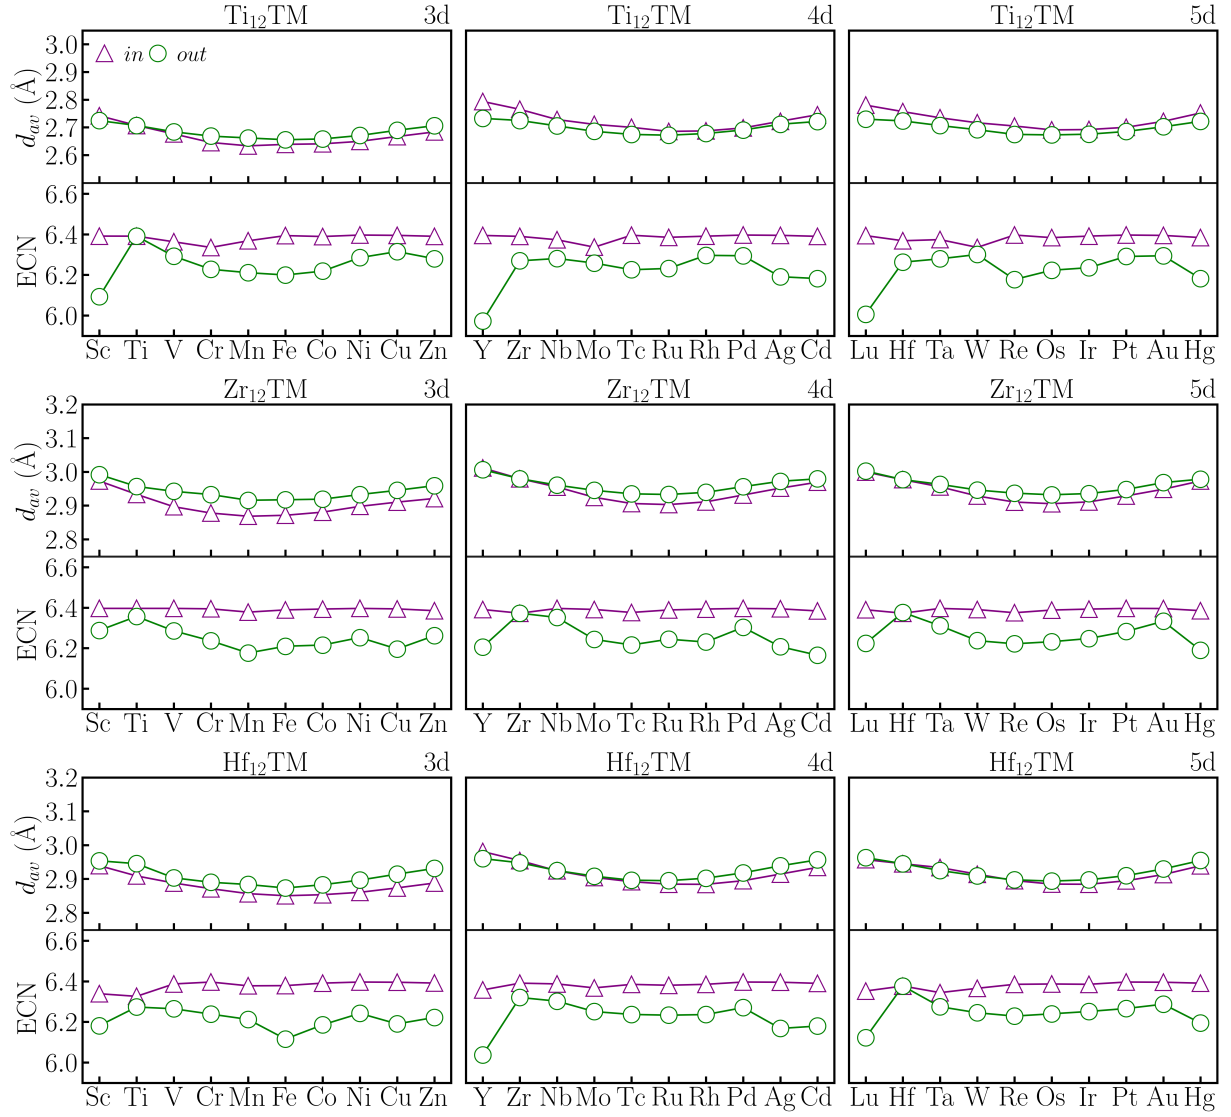 Ti₁₂TM 3d Ti₁₂TM 4d Ti₁₂TM 5d
in out
d_av (Å)
3.0
2.9
2.8
2.7
2.6
ECN
6.6
6.4
6.2
6.0
Sc Ti V Cr Mn Fe Co Ni Cu Zn Y Zr Nb Mo Tc Ru Rh Pd Ag Cd Lu Hf Ta W Re Os Ir Pt Au Hg
Zr₁₂TM 3d Zr₁₂TM 4d Zr₁₂TM 5d
d_av (Å)
3.2
3.1
3.0
2.9
2.8
ECN
6.6
6.4
6.2
6.0
Sc Ti V Cr Mn Fe Co Ni Cu Zn Y Zr Nb Mo Tc Ru Rh Pd Ag Cd Lu Hf Ta W Re Os Ir Pt Au Hg
Hf₁₂TM 3d Hf₁₂TM 4d Hf₁₂TM 5d
d_av (Å)
3.2
3.1
3.0
2.9
2.8
ECN
6.6
6.4
6.2
6.0
Sc Ti V Cr Mn Fe Co Ni Cu Zn Y Zr Nb Mo Tc Ru Rh Pd Ag Cd Lu Hf Ta W Re Os Ir Pt Au Hg